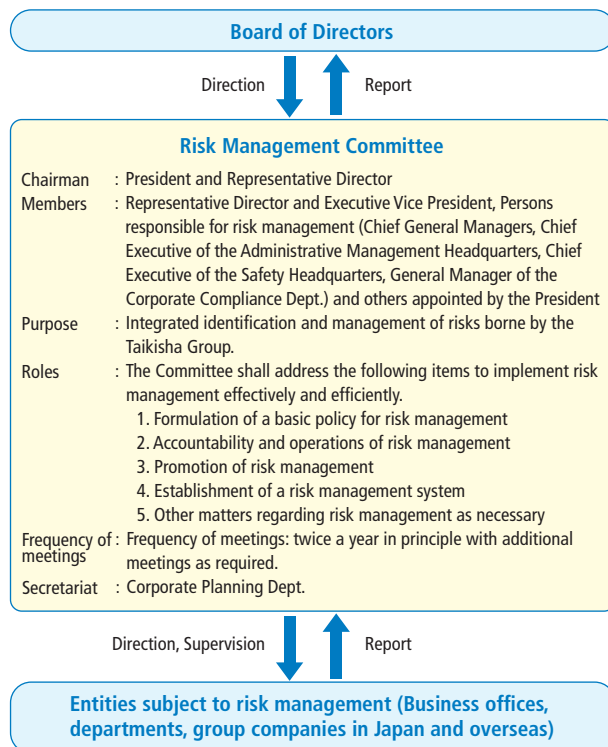 Board of Directors
Direction
Report
Risk Management Committee
Chairman : President and Representative Director
Members : Representative Director and Executive Vice President, Persons
responsible for risk management (Chief General Managers, Chief
Executive of the Administrative Management Headquarters, Chief
Executive of the Safety Headquarters, General Manager of the
Corporate Compliance Dept.) and others appointed by the President
Purpose : Integrated identification and management of risks borne by the
Taikisha Group.
Roles : The Committee shall address the following items to implement risk
management effectively and efficiently.
1. Formulation of a basic policy for risk management
2. Accountability and operations of risk management
3. Promotion of risk management
4. Establishment of a risk management system
5. Other matters regarding risk management as necessary
Frequency of meetings : Frequency of meetings: twice a year in principle with additional
meetings as required.
Secretariat : Corporate Planning Dept.
Direction, Supervision
Report
Entities subject to risk management (Business offices,
departments, group companies in Japan and overseas)